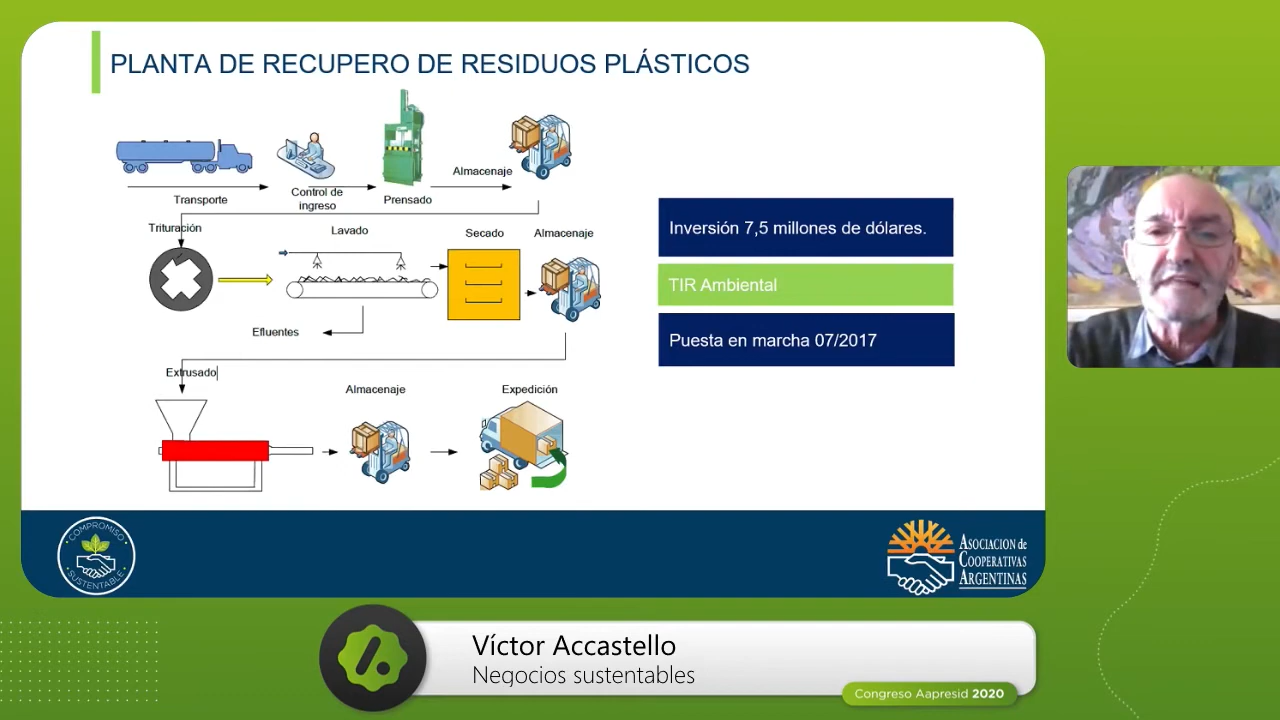 PLANTA DE RECUPERO DE RESIDUOS PLÁSTICOS
Transporte
Control de
ingreso
Prensado
Almacenaje
Trituración
Lavado
Secado
Almacenaje
Efluentes
Extrusado
Almacenaje
Expedición
Inversión 7,5 millones de dólares.
TIR Ambiental
Puesta en marcha 07/2017
COMPROMISO
SUSTENTABLE
ASOCIACION de
COOPERATIVAS
ARGENTINAS
Víctor Accastello
Negocios sustentables
Congreso Aapresid 2020